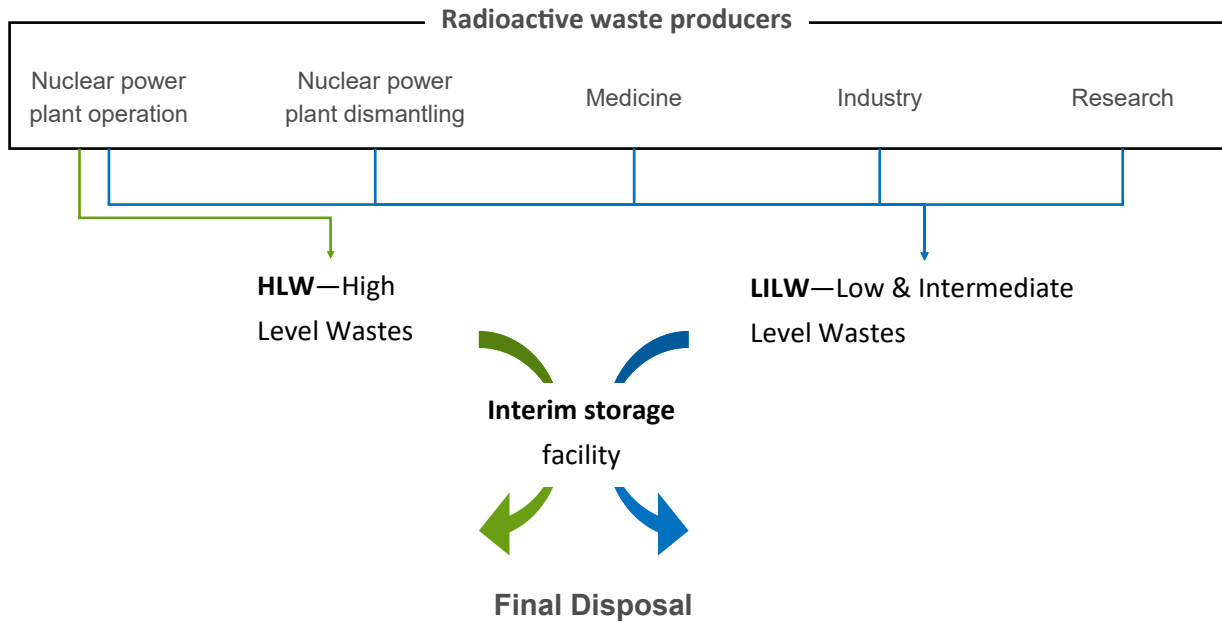 Radioactive waste producers
Nuclear power
plant operation
Nuclear power
plant dismantling
Medicine
Industry
Research
HLW—High
Level Wastes
LILW—Low & Intermediate
Level Wastes
Interim storage
facility
Final Disposal